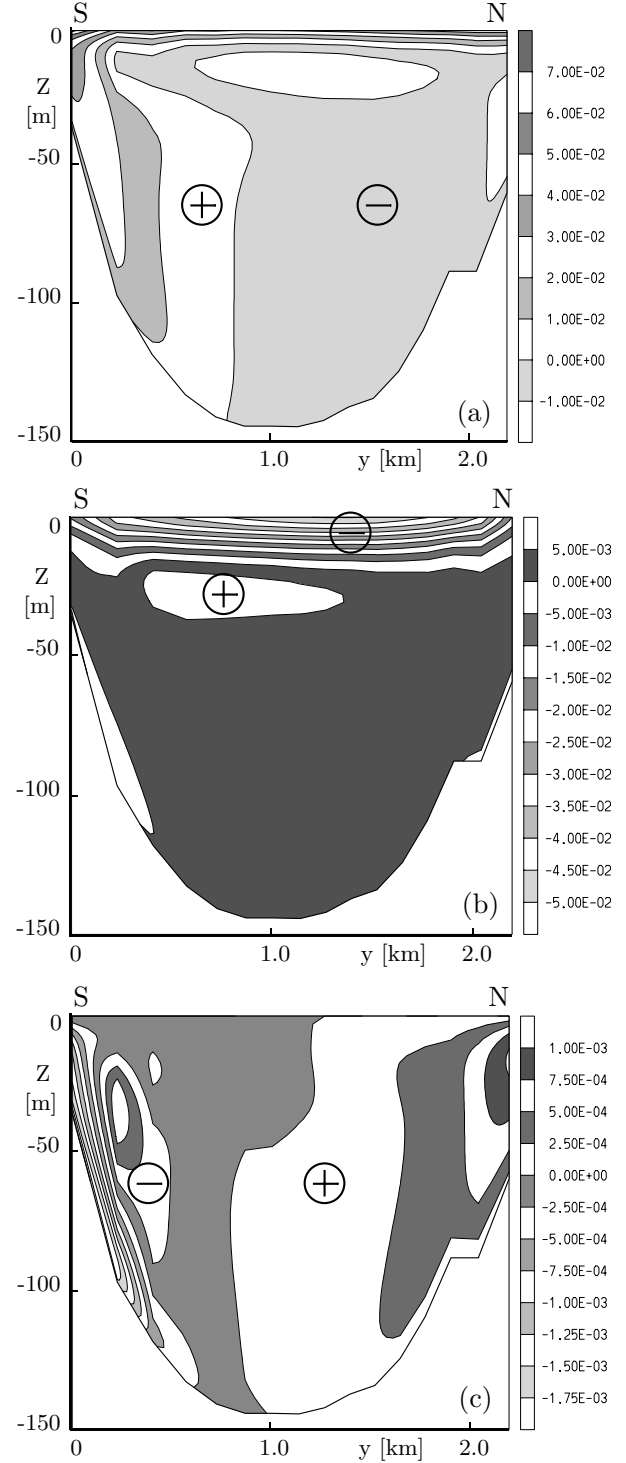 S N
0
Z
[m]
-50
-100
-150
+
−
(a)
0 1.0 2.0
y [km]
7.00E-02
6.00E-02
5.00E-02
4.00E-02
3.00E-02
2.00E-02
1.00E-02
0.00E+00
-1.00E-02
S N
0
Z
[m]
-50
-100
-150
−
+
(b)
0 1.0 2.0
y [km]
5.00E-03
0.00E+00
-5.00E-03
-1.00E-02
-1.50E-02
-2.00E-02
-2.50E-02
-3.00E-02
-3.50E-02
-4.00E-02
-4.50E-02
-5.00E-02
S N
0
Z
[m]
-50
-100
-150
−
+
(c)
0 1.0 2.0
y [km]
1.00E-03
7.50E-04
5.00E-04
2.50E-04
0.00E+00
-2.50E-04
-5.00E-04
-7.50E-04
-1.00E-03
-1.25E-03
-1.50E-03
-1.75E-03